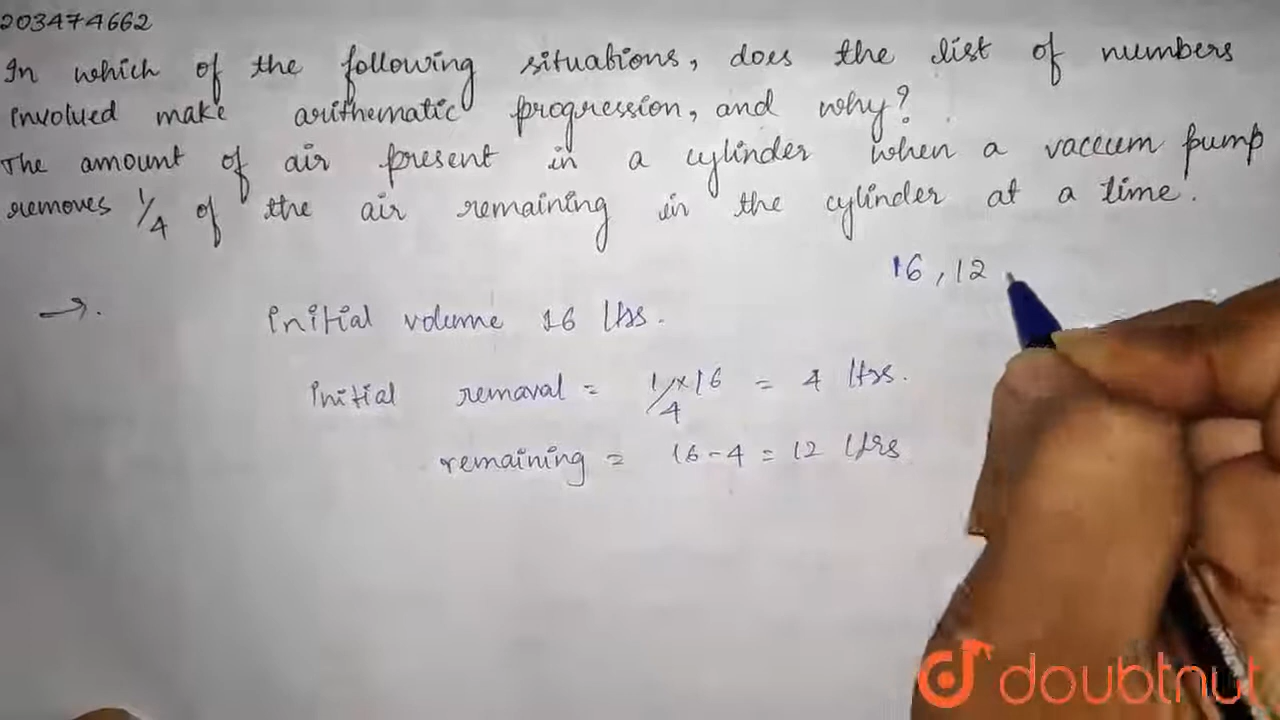 203474662
In which of the following situations, does the list of numbers
involved make arithematic progression, and why?
The amount of air present in a cylinder when a vaccum pump
removes 1/4 of the air remaining in the cylinder at a time.
16, 12
→. initial volume 16 ltrs.
initial removal = 1/4 x 16 = 4 ltrs.
remaining = 16-4 = 12 ltrs
doubtnut